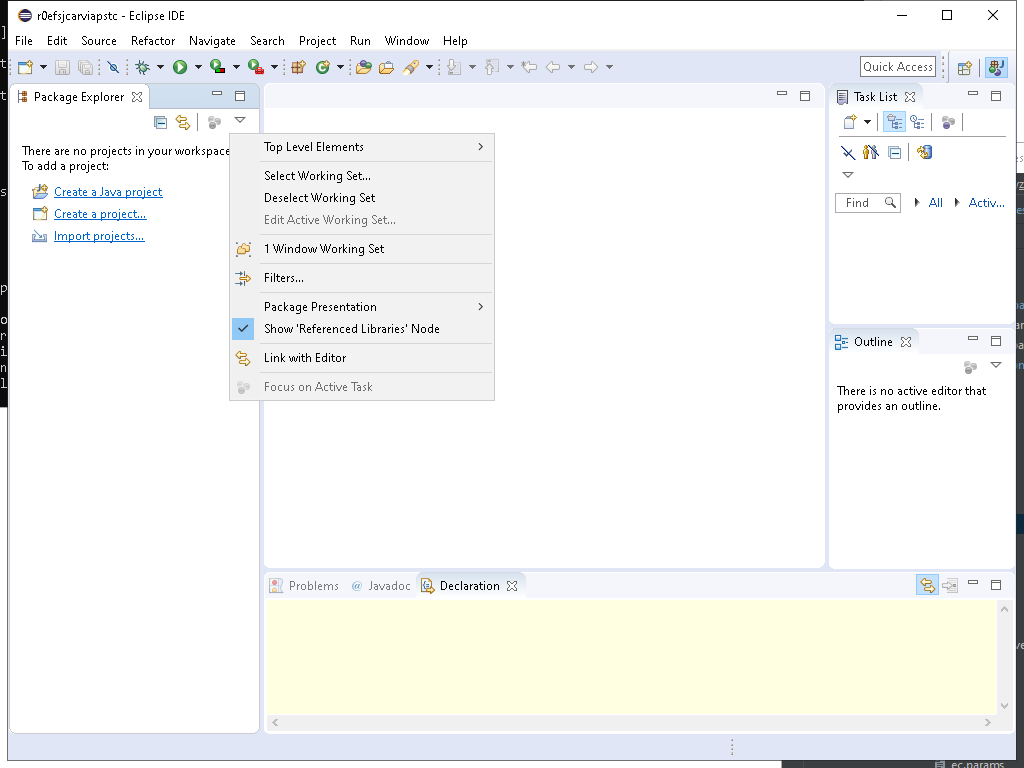 r0efsjcarviapstc - Eclipse IDE
File Edit Source Refactor Navigate Search Project Run Window Help
Quick Access
Package Explorer
There are no projects in your workspace
To add a project:
Create a Java project
Create a project...
Import projects...
Top Level Elements
Select Working Set...
Deselect Working Set
Edit Active Working Set...
1 Window Working Set
Filters...
Package Presentation
Show 'Referenced Libraries' Node
Link with Editor
Focus on Active Task
Task List
Find
All
Activ...
Outline
There is no active editor that
provides an outline.
Problems @ Javadoc Declaration
ec.params